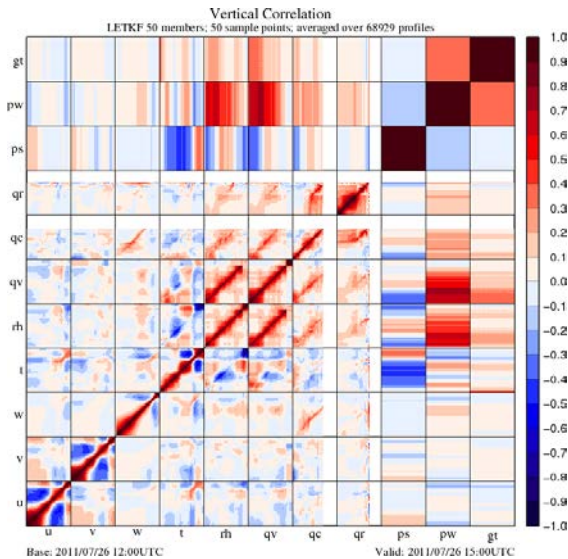 Vertical Correlation
LETKF 50 members; 50 sample points; averaged over 68929 profiles
gt
pw
ps
qr
qc
qv
rh
t
w
v
u
u v w t rh qv qc qr ps pw gt
1.0
0.9
0.8
0.7
0.6
0.5
0.4
0.3
0.2
0.1
0.0
-0.1
-0.2
-0.3
-0.4
-0.5
-0.6
-0.7
-0.8
-0.9
-1.0
Base: 2011/07/26 12:00UTC Valid: 2011/07/26 15:00UTC